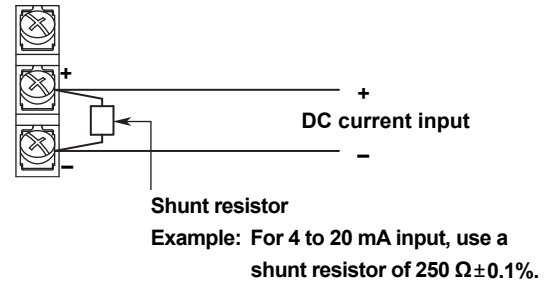 +
+
DC current input
−
−
Shunt resistor
Example: For 4 to 20 mA input, use a
shunt resistor of 250 Ω±0.1%.